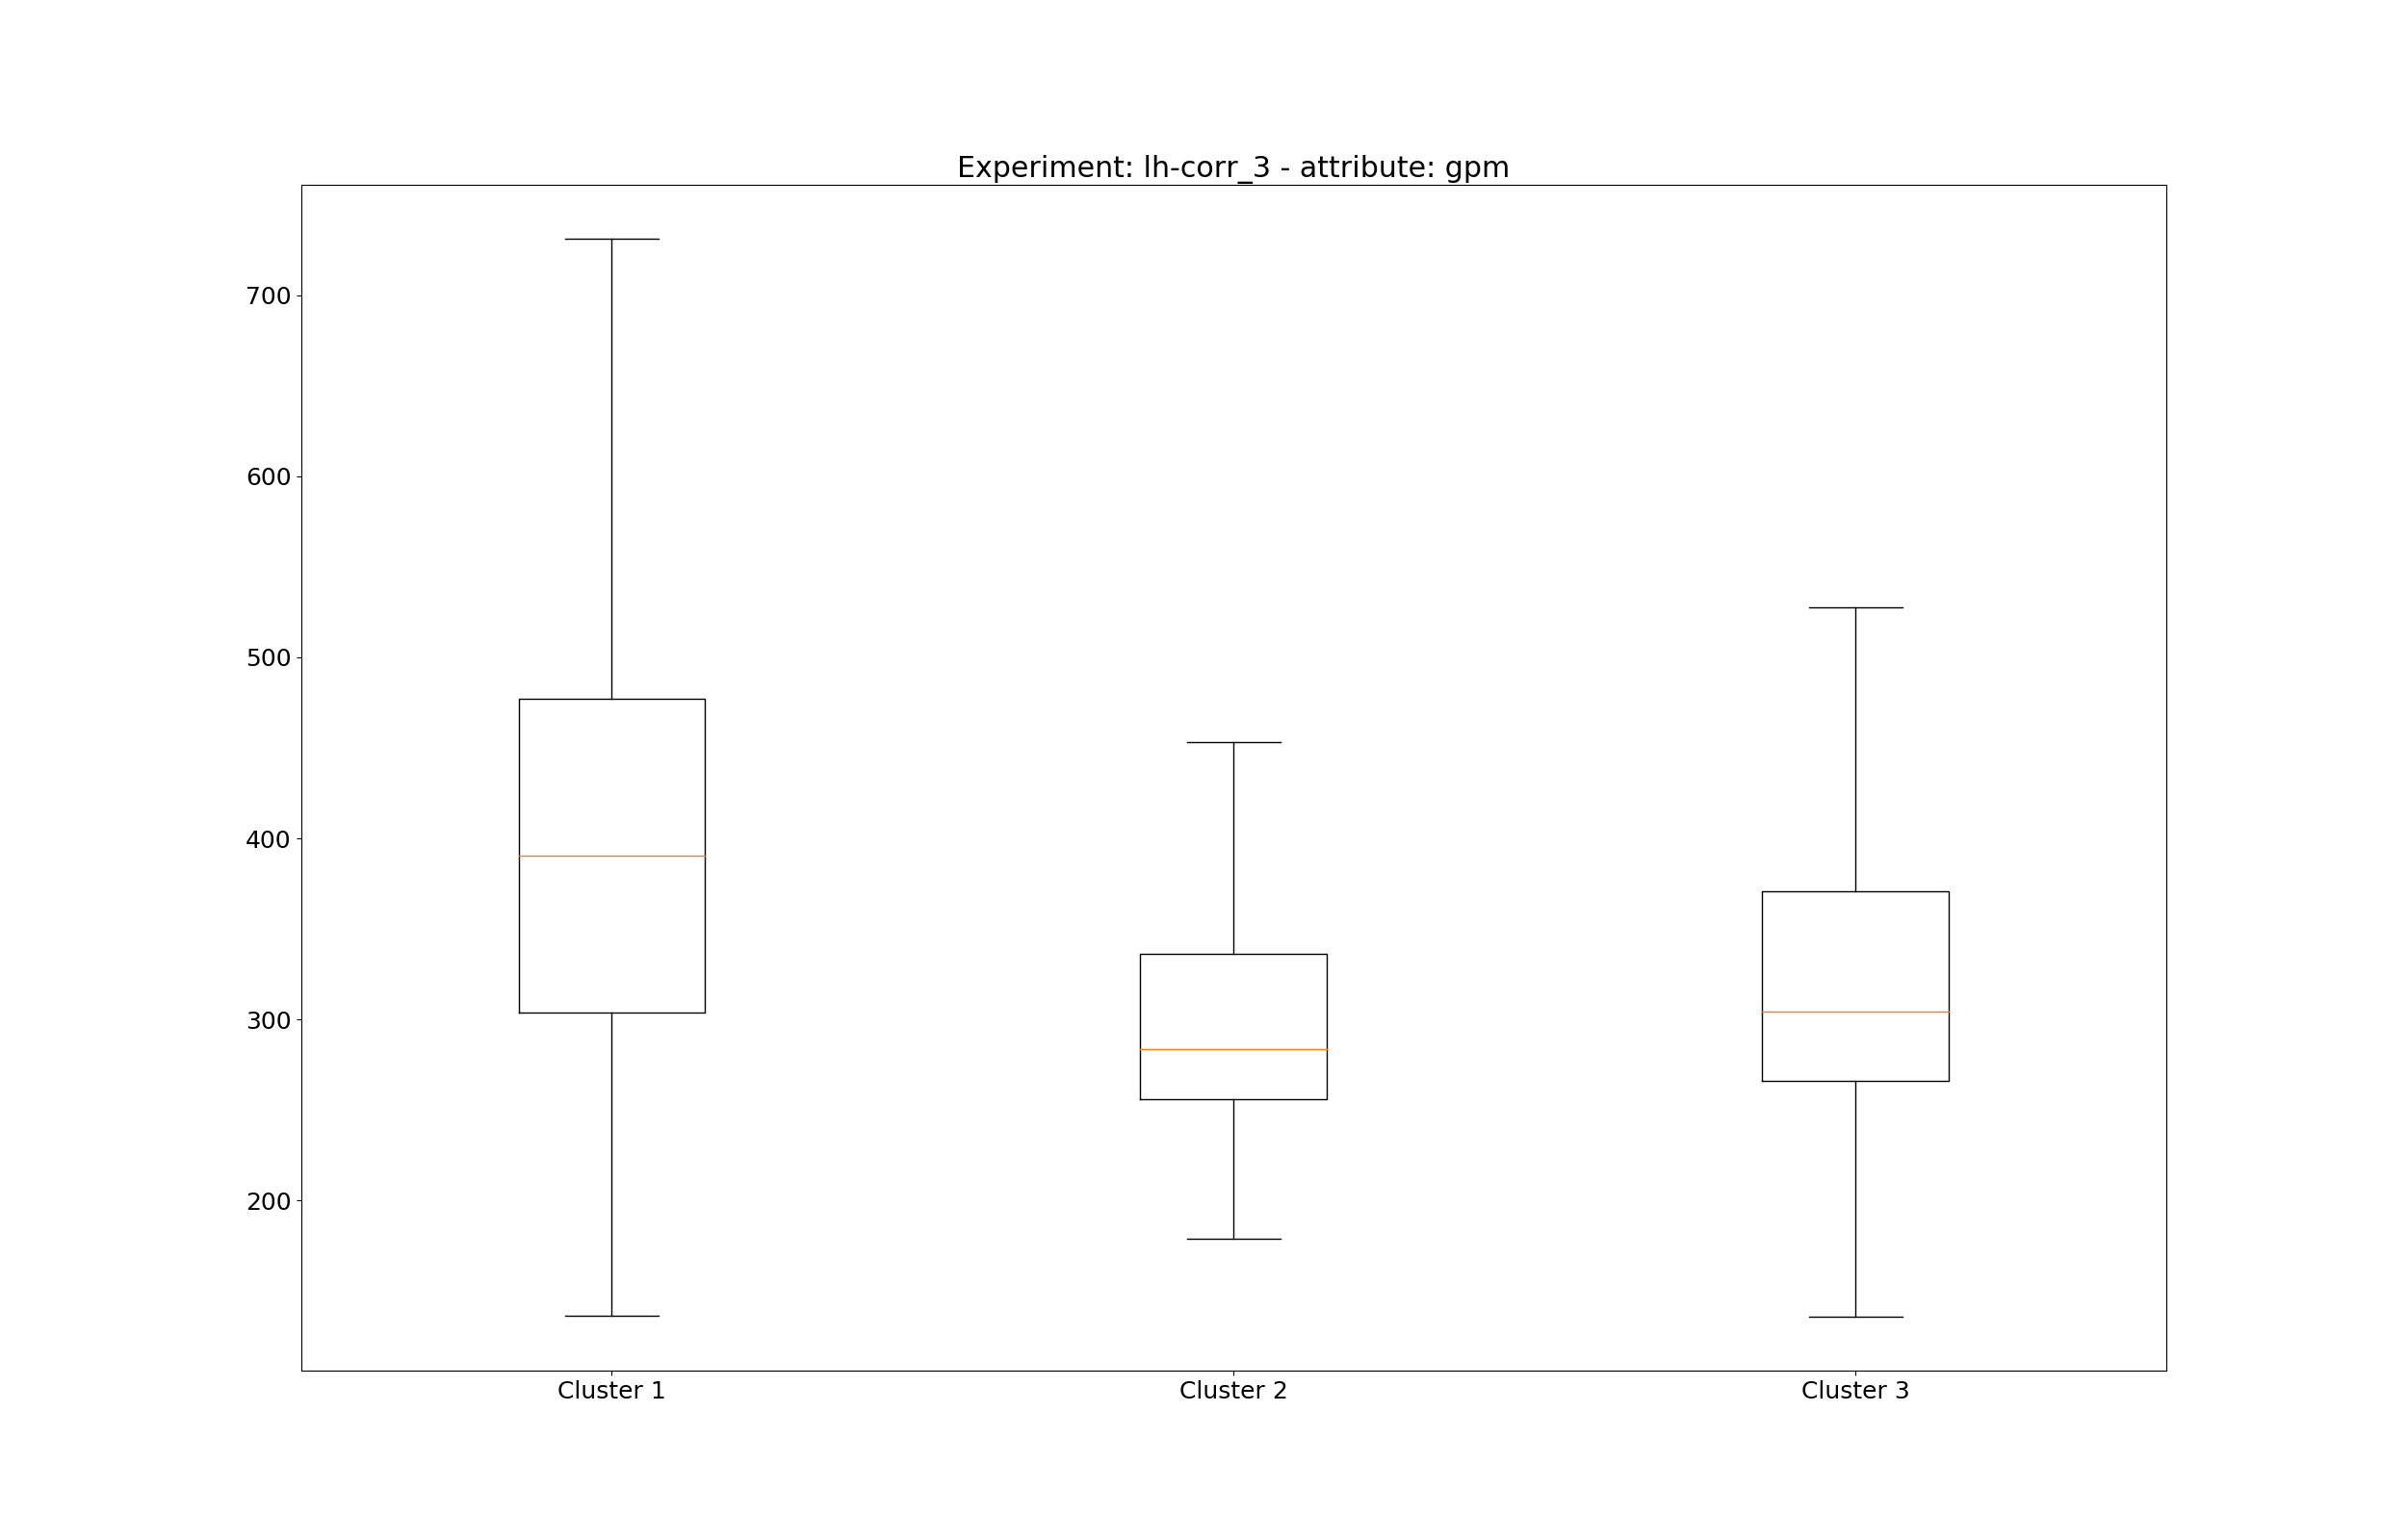 Experiment: lh-corr_3 - attribute: gpm
700
600
500
400
300
200
Cluster 1
Cluster 2
Cluster 3